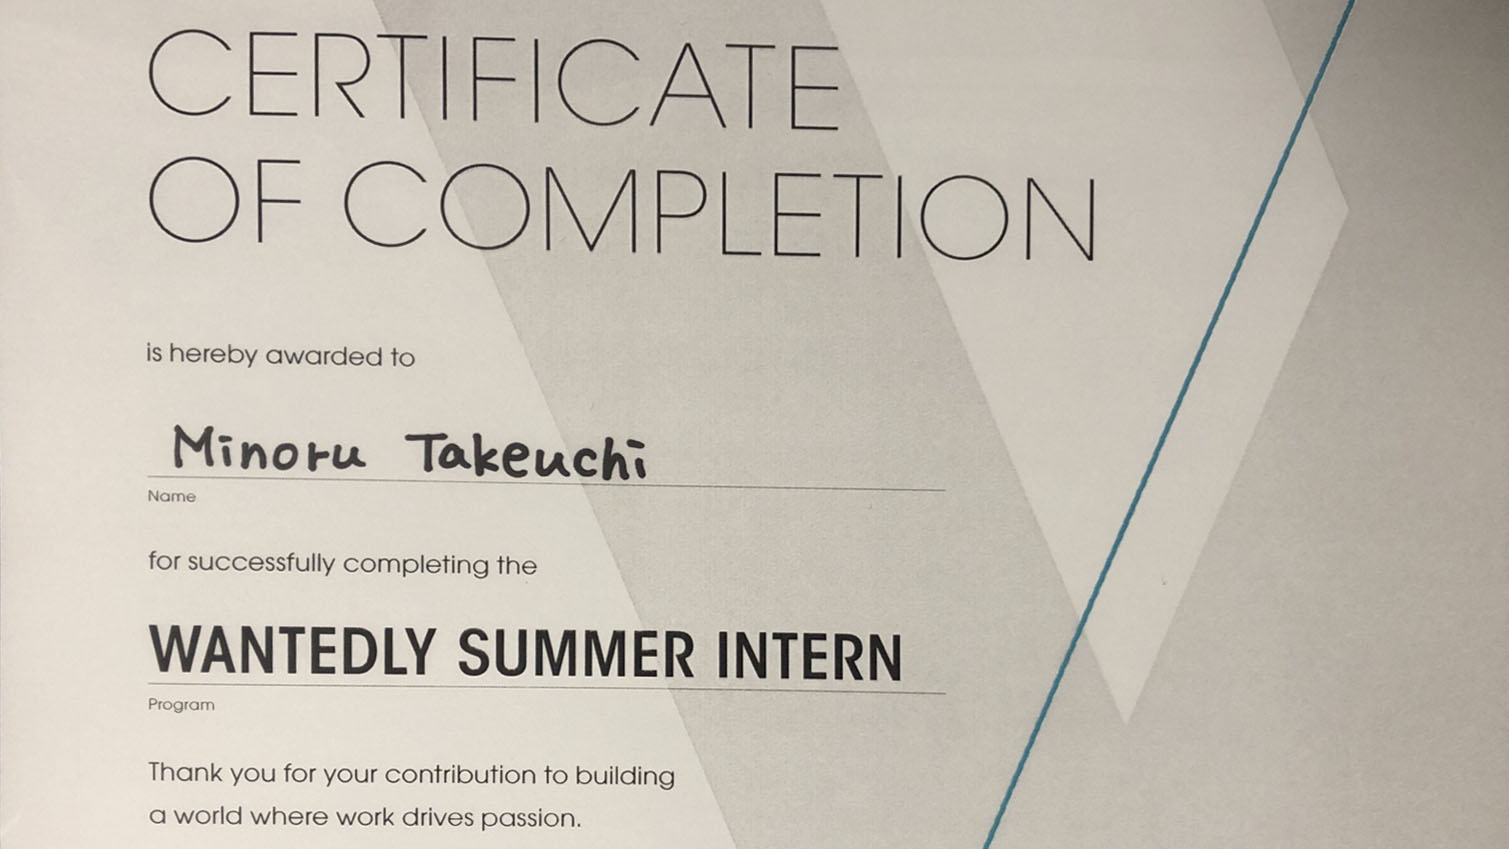 CERTIFICATE
OF COMPLETION
is hereby awarded to
Minoru Takeuchi
Name
for successfully completing the
WANTEDLY SUMMER INTERN
Program
Thank you for your contribution to building
a world where work drives passion.